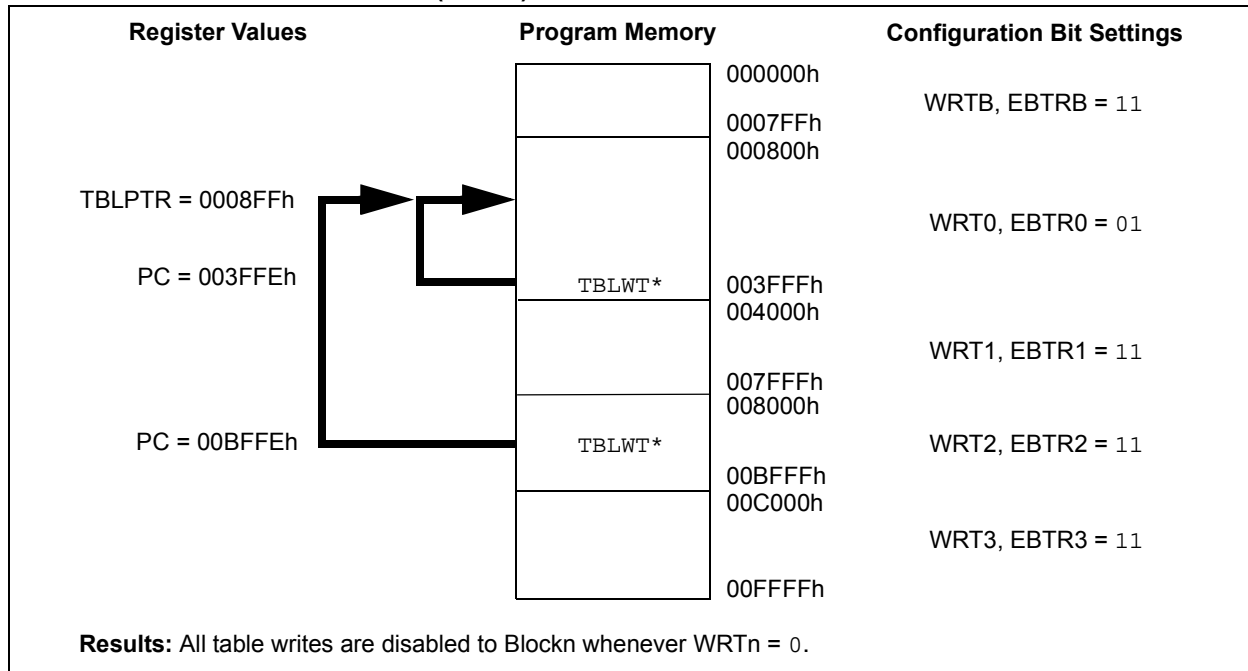 Register Values
Program Memory
Configuration Bit Settings
000000h
WRTB, EBTRB = 11
0007FFh
000800h
TBLPTR = 0008FFh
WRT0, EBTR0 = 01
PC = 003FFEh
TBLWT*
003FFFh
004000h
WRT1, EBTR1 = 11
007FFFh
008000h
PC = 00BFFEh
TBLWT*
WRT2, EBTR2 = 11
00BFFFh
00C000h
WRT3, EBTR3 = 11
00FFFFh
Results: All table writes are disabled to Blockn whenever WRTn = 0.